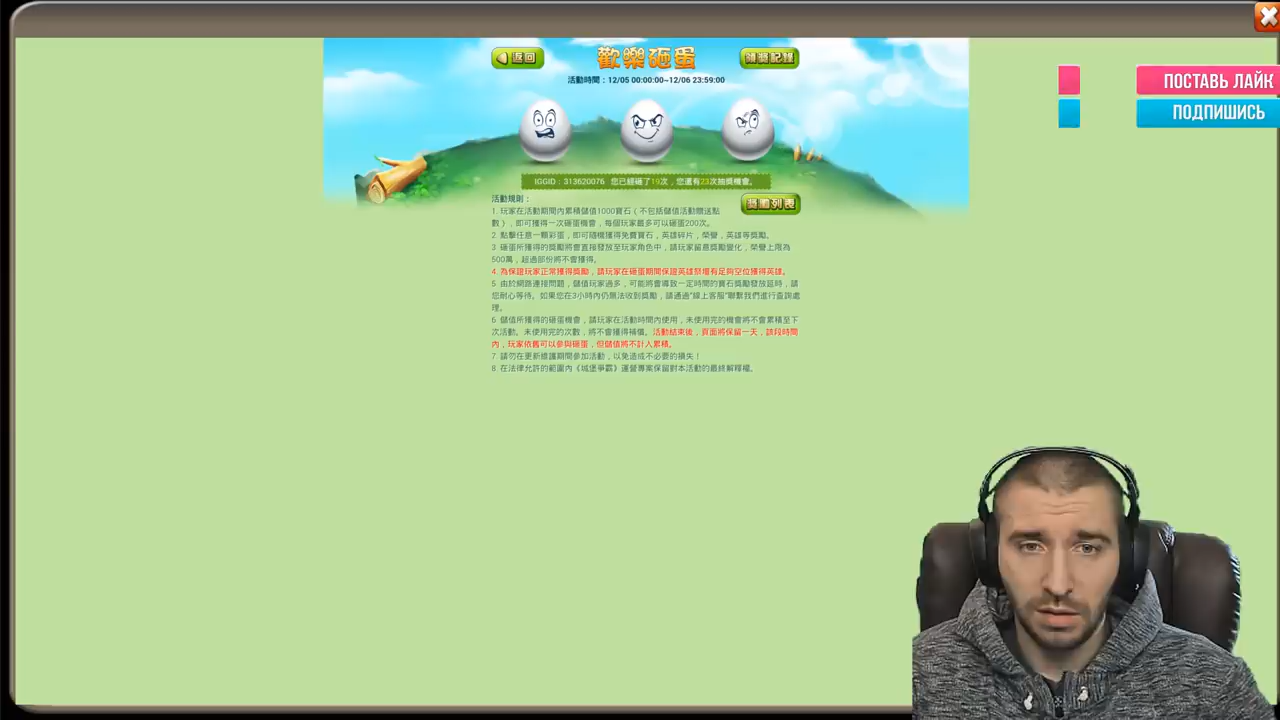 返回
歡樂砸蛋
領獎記錄
活動時間：12/05 00:00:00~12/06 23:59:00
ПОСТАВЬ ЛАЙК
ПОДПИШИСЬ
IGGID：313620076 您已經砸了19次，您還有23次抽獎機會。
獎勵列表
活動規則：
1. 玩家在活動期間內累積儲值1000寶石（不包括儲值活動贈送點
數），即可獲得一次砸蛋機會，每個玩家最多可以砸蛋200次。
2. 點擊任意一顆彩蛋，即可隨機獲得免費寶石，英雄碎片，榮譽，英雄等獎勵。
3. 砸蛋所獲得的獎勵將會直接發放至玩家角色中，請玩家留意獎勵變化，榮譽上限為
500萬，超過部份將不會獲得。
4. 為保證玩家正常獲得獎勵，請玩家在砸蛋期間保證英雄祭壇有足夠空位獲得英雄。
5. 由於網路連接問題，儲值玩家過多，可能將會導致一定時間的寶石獎勵發放延時，請
您耐心等待。如果您在3小時內仍無法收到獎勵，請通過"線上客服"聯繫我們進行查詢處
理。
6. 儲值所獲得的砸蛋機會，請玩家在活動時間內使用，未使用完的機會將不會累積至下
次活動。未使用完的次數，將不會獲得補償。活動結束後，頁面將保留一天，該段時間
內，玩家依舊可以參與砸蛋，但儲值將不計入累積。
7. 請勿在更新維護期間參加活動，以免造成不必要的損失！
8. 在法律允許的範圍內《城堡爭霸》運營專案保留對本活動的最終解釋權。